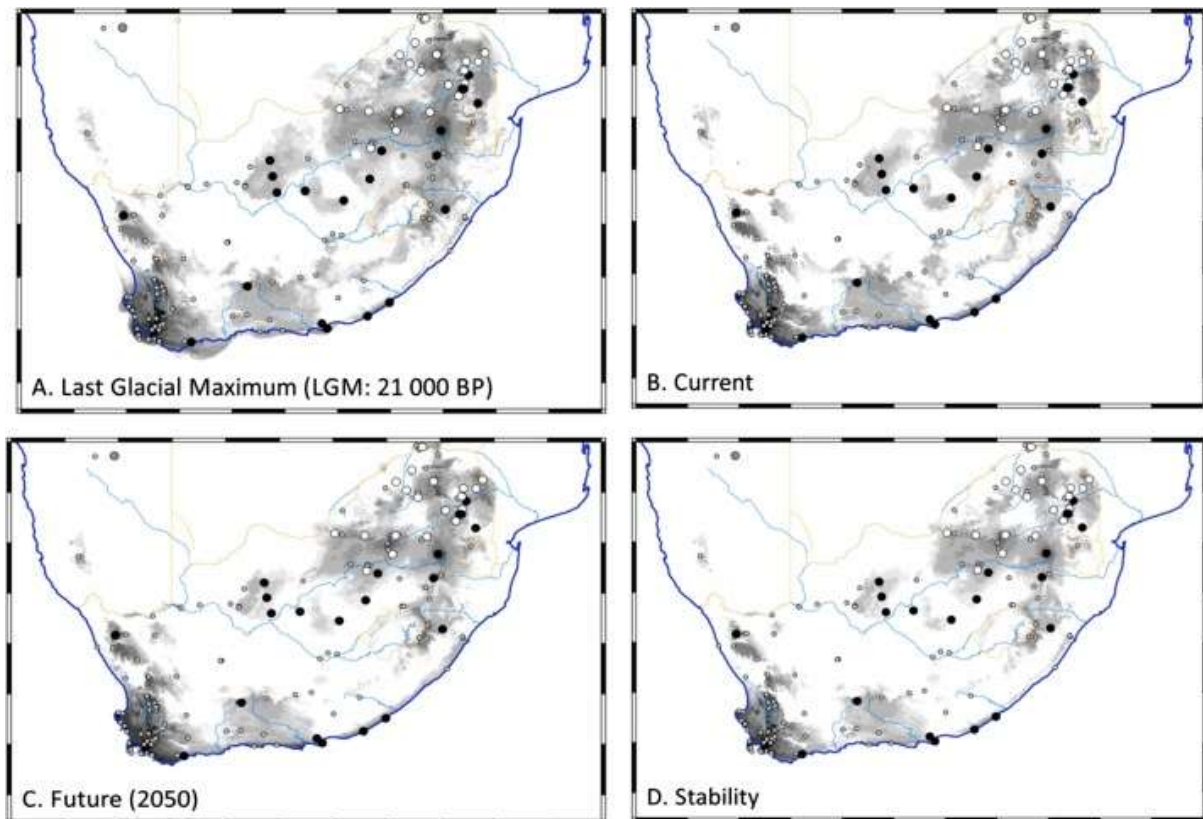 A. Last Glacial Maximum (LGM: 21 000 BP)
B. Current
C. Future (2050)
D. Stability